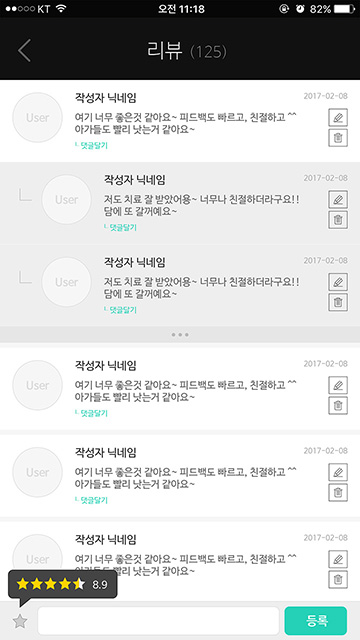 KT 오전 11:18 82%
리뷰 (125)
User
작성자 닉네임 2017-02-08
여기 너무 좋은것 같아요~ 피드백도 빠르고, 친절하고 ^^
아가들도 빨리 낫는거 같아요~
댓글달기
User
작성자 닉네임 2017-02-08
저도 치료 잘 받았어용~ 너무나 친절하더라구요!!
담에 또 갈꺼예요~
댓글달기
User
작성자 닉네임 2017-02-08
저도 치료 잘 받았어용~ 너무나 친절하더라구요!!
담에 또 갈꺼예요~
댓글달기
User
작성자 닉네임 2017-02-08
여기 너무 좋은것 같아요~ 피드백도 빠르고, 친절하고 ^^
아가들도 빨리 낫는거 같아요~
댓글달기
User
작성자 닉네임 2017-02-08
여기 너무 좋은것 같아요~ 피드백도 빠르고, 친절하고 ^^
아가들도 빨리 낫는거 같아요~
댓글달기
User
작성자 닉네임 2017-02-08
여기 너무 좋은것 같아요~ 피드백도 빠르고, 친절하고 ^^
아가들도 빨리 낫는거 같아요~
8.9
등록